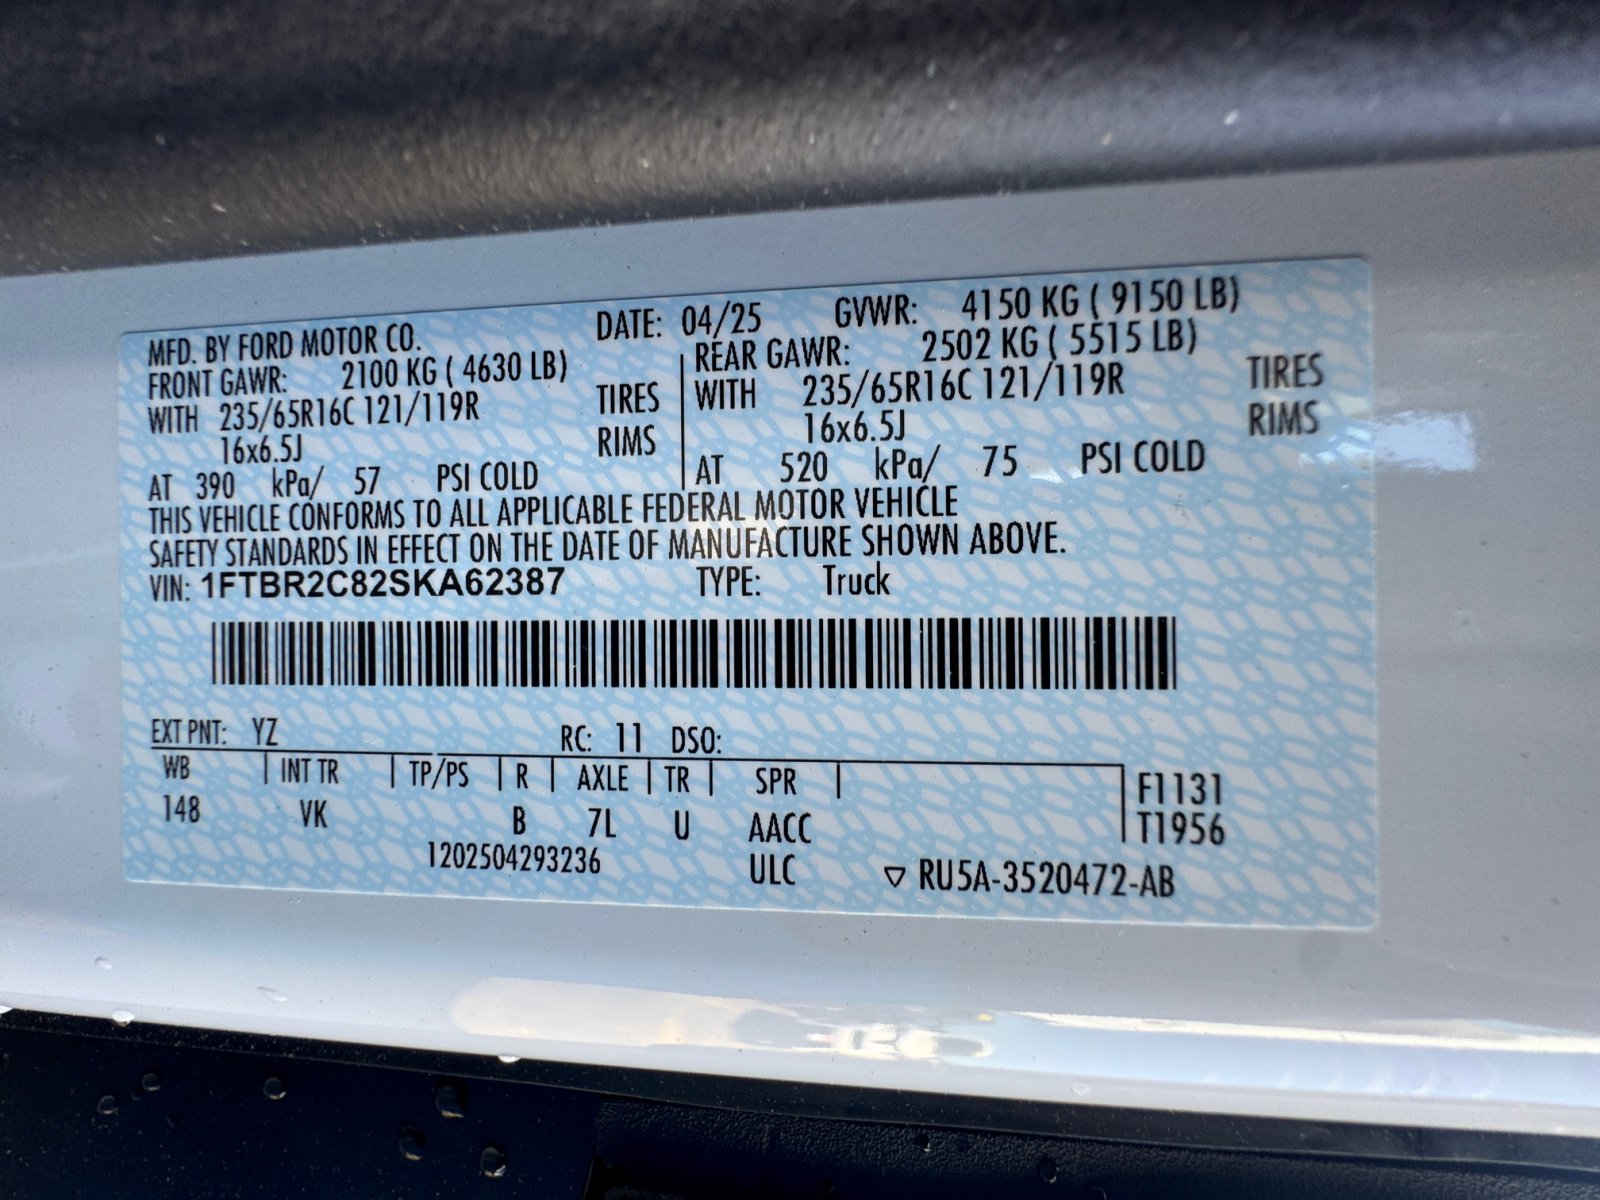 MFD. BY FORD MOTOR CO. DATE: 04/25 GVWR: 4150 KG ( 9150 LB)
FRONT GAWR: 2100 KG ( 4630 LB) REAR GAWR: 2502 KG ( 5515 LB)
WITH 235/65R16C 121/119R TIRES WITH 235/65R16C 121/119R TIRES
16x6.5J RIMS 16x6.5J RIMS
AT 390 kPa/ 57 PSI COLD AT 520 kPa/ 75 PSI COLD
THIS VEHICLE CONFORMS TO ALL APPLICABLE FEDERAL MOTOR VEHICLE
SAFETY STANDARDS IN EFFECT ON THE DATE OF MANUFACTURE SHOWN ABOVE.
VIN: 1FTBR2C82SKA62387 TYPE: Truck
EXT PNT: YZ RC: 11 DSO:
WB INT TR TP/PS R AXLE TR SPR F1131
148 VK B 7L U AACC T1956
1202504293236 ULC ▽ RU5A-3520472-AB